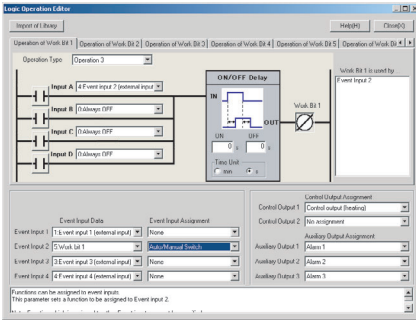 Logic Operation Editor
Import of Library
Help(H)
Close(X)
Operation of Work Bit 1
Operation of Work Bit 2
Operation of Work Bit 3
Operation of Work Bit 4
Operation of Work Bit 5
Operation of Work Bit
Operation Type
Operation 3
ON/OFF Delay
Work Bit 1 is used by
Event Input 2
Input A
4:Event input 2 (external input
IN
Input B
0:Always OFF
Work Bit 1
Input C
0:Always OFF
OUT
ON
OFF
0 s
0 s
Input D
0:Always OFF
Time Unit
min
s
Event Input Data
Event Input Assignment
Event Input 1
1:Event input 1 (external input)
None
Event Input 2
5:Work bit 1
Auto/Manual Switch
Event Input 3
3:Event input 3 (external input)
None
Event Input 4
4:Event input 4 (external input)
None
Control Output Assignment
Control Output 1
Control output (heating)
Control Output 2
No assignment
Auxiliary Output Assignment
Auxiliary Output 1
Alarm 1
Auxiliary Output 2
Alarm 2
Auxiliary Output 3
Alarm 3
Functions can be assigned to event inputs
This parameter sets a function to be assigned to Event input 2.